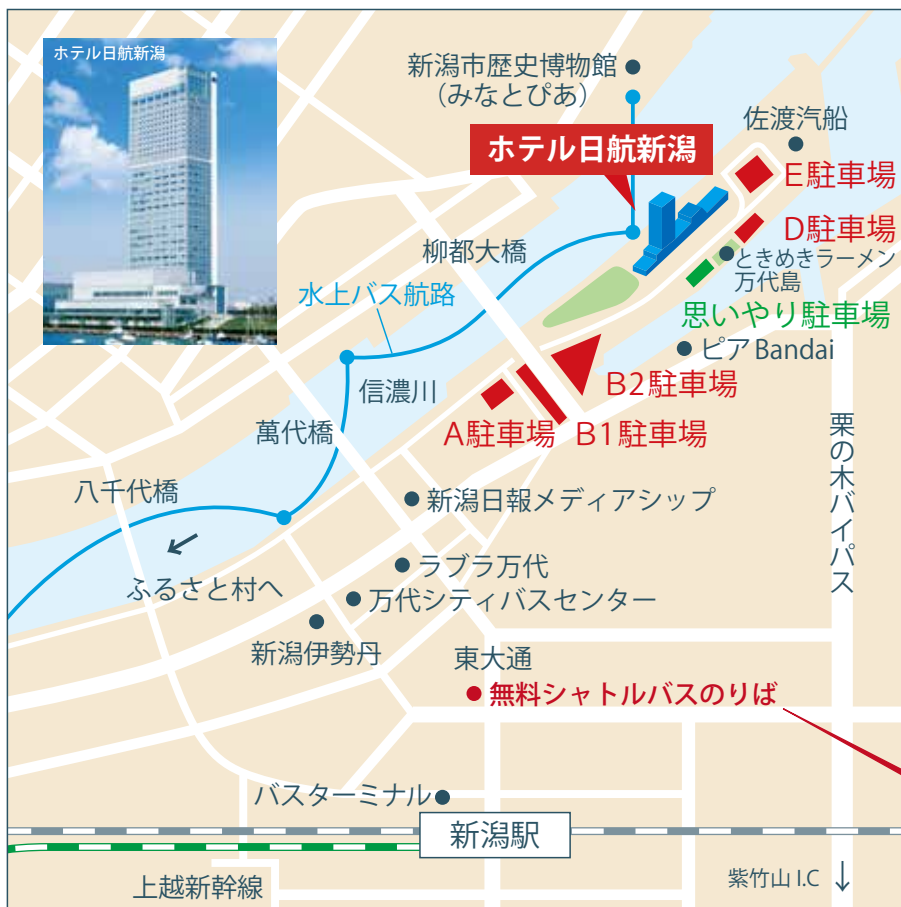 ホテル日航新潟
新潟市歴史博物館
（みなとぴあ）
佐渡汽船
ホテル日航新潟
E駐車場
D駐車場
柳都大橋
ときめきラーメン
万代島
水上バス航路
思いやり駐車場
ピアBandai
信濃川
B2駐車場
萬代橋
A駐車場
B1駐車場
栗の木バイパス
八千代橋
新潟日報メディアシップ
ふるさと村へ
ラブラ万代
万代シティバスセンター
新潟伊勢丹
東大通
無料シャトルバスのりば
バスターミナル
新潟駅
上越新幹線
紫竹山 I.C